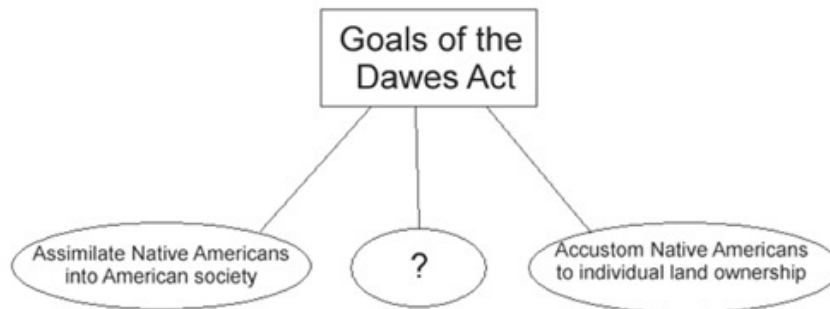 Goals of the
Dawes Act
Assimilate Native Americans
into American society
?
Accustom Native Americans
to individual land ownership